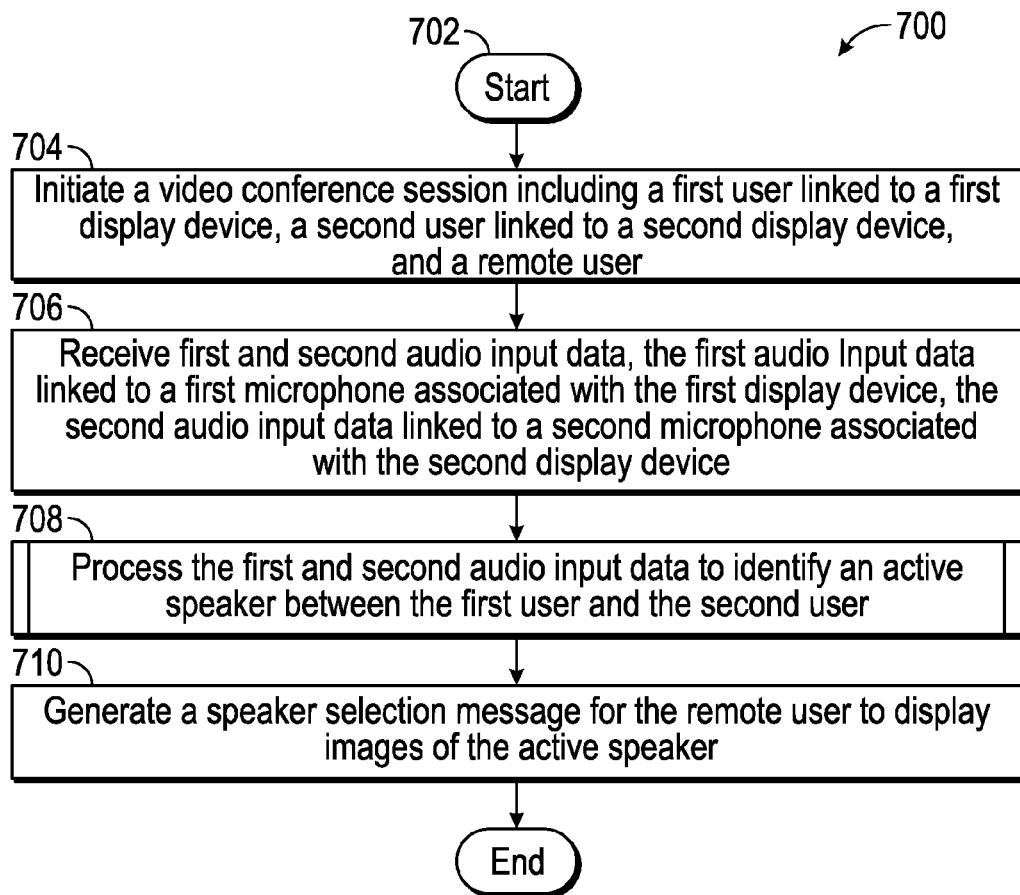 702
700
Start
704
Initiate a video conference session including a first user linked to a first
display device, a second user linked to a second display device,
and a remote user
706
Receive first and second audio input data, the first audio Input data
linked to a first microphone associated with the first display device, the
second audio input data linked to a second microphone associated
with the second display device
708
Process the first and second audio input data to identify an active
speaker between the first user and the second user
710
Generate a speaker selection message for the remote user to display
images of the active speaker
End